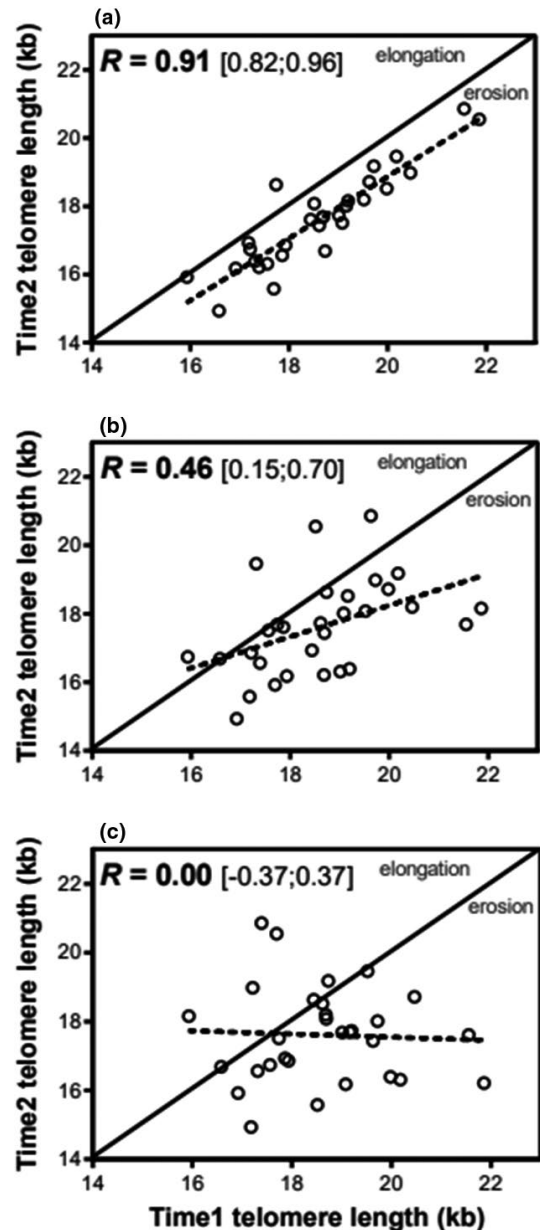 (a)
R = 0.91 [0.82;0.96]
elongation
erosion
Time2 telomere length (kb)
22
20
18
16
14
14 16 18 20 22
(b)
R = 0.46 [0.15;0.70]
elongation
erosion
Time2 telomere length (kb)
22
20
18
16
14
14 16 18 20 22
(c)
R = 0.00 [-0.37;0.37]
elongation
erosion
Time2 telomere length (kb)
22
20
18
16
14
14 16 18 20 22
Time1 telomere length (kb)